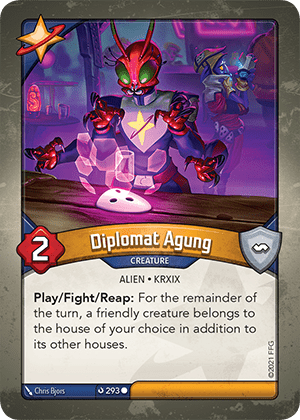 Diplomat Agung
CREATURE
2
ALIEN • KRXIX
Play/Fight/Reap: For the remainder
of the turn, a friendly creature belongs to
the house of your choice in addition to
its other houses.
©2021 FFG
Chris Bjors
293